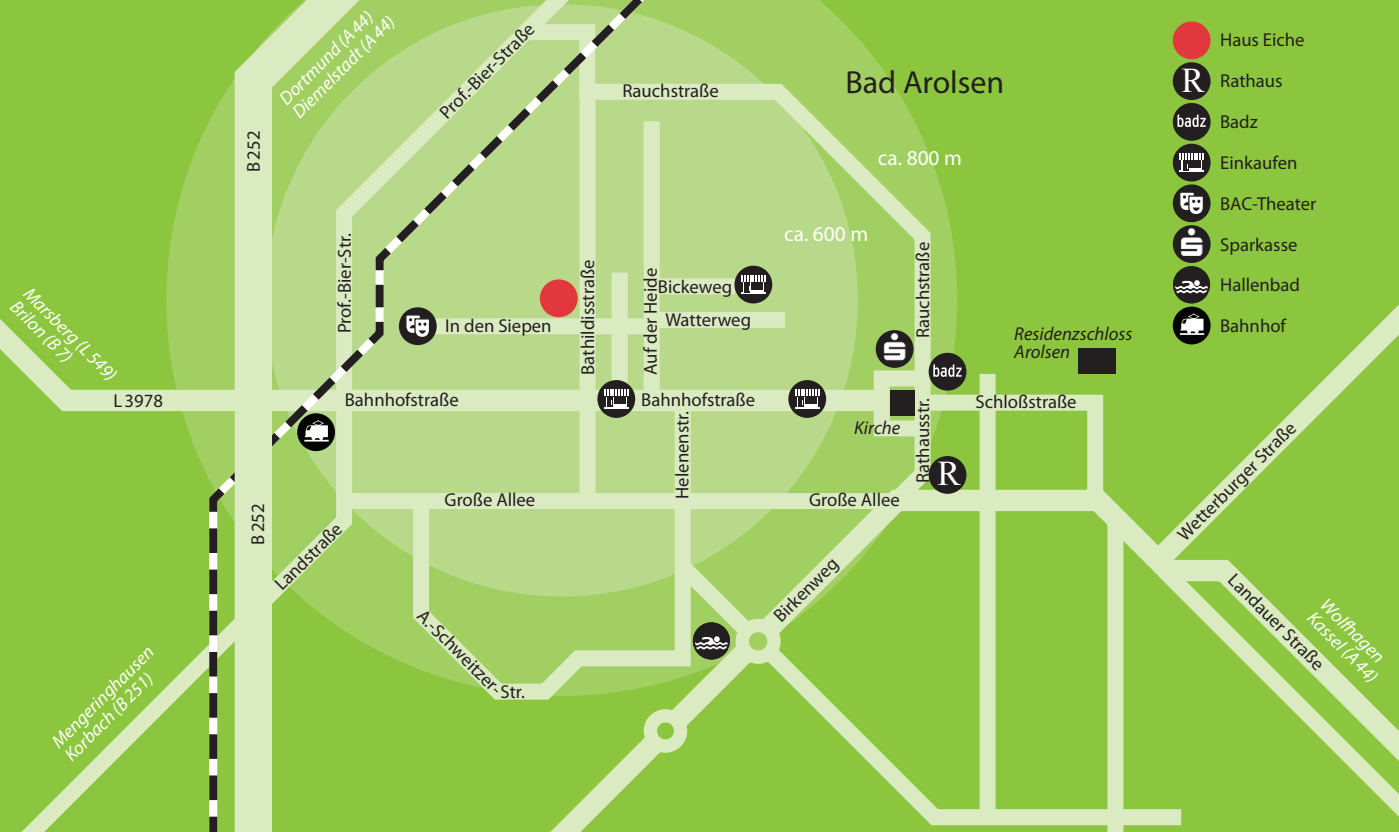 Bad Arolsen
ca. 800 m
ca. 600 m
Haus Eiche
R
Rathaus
badz
Badz
Einkaufen
BAC-Theater
Sparkasse
Hallenbad
Bahnhof
Dortmund (A 44)
Diemelstadt (A 44)
B 252
Prof.-Bier-Straße
Rauchstraße
Prof.-Bier-Str.
Bathildisstraße
Auf der Heide
Bickeweg
Watterweg
In den Siepen
Rauchstraße
Residenzschloss
Arolsen
Marsberg (L 549)
Brilon (B 7)
L 3978
Bahnhofstraße
Bahnhofstraße
badz
Schloßstraße
Kirche
Rathausstr.
Helenenstr.
R
Große Allee
Große Allee
B 252
Landstraße
Wetterburger Straße
Birkenweg
Landauer Straße
Wolfhagen
Kassel (A 44)
A.-Schweitzer-Str.
Mengeringhausen
Korbach (B 251)